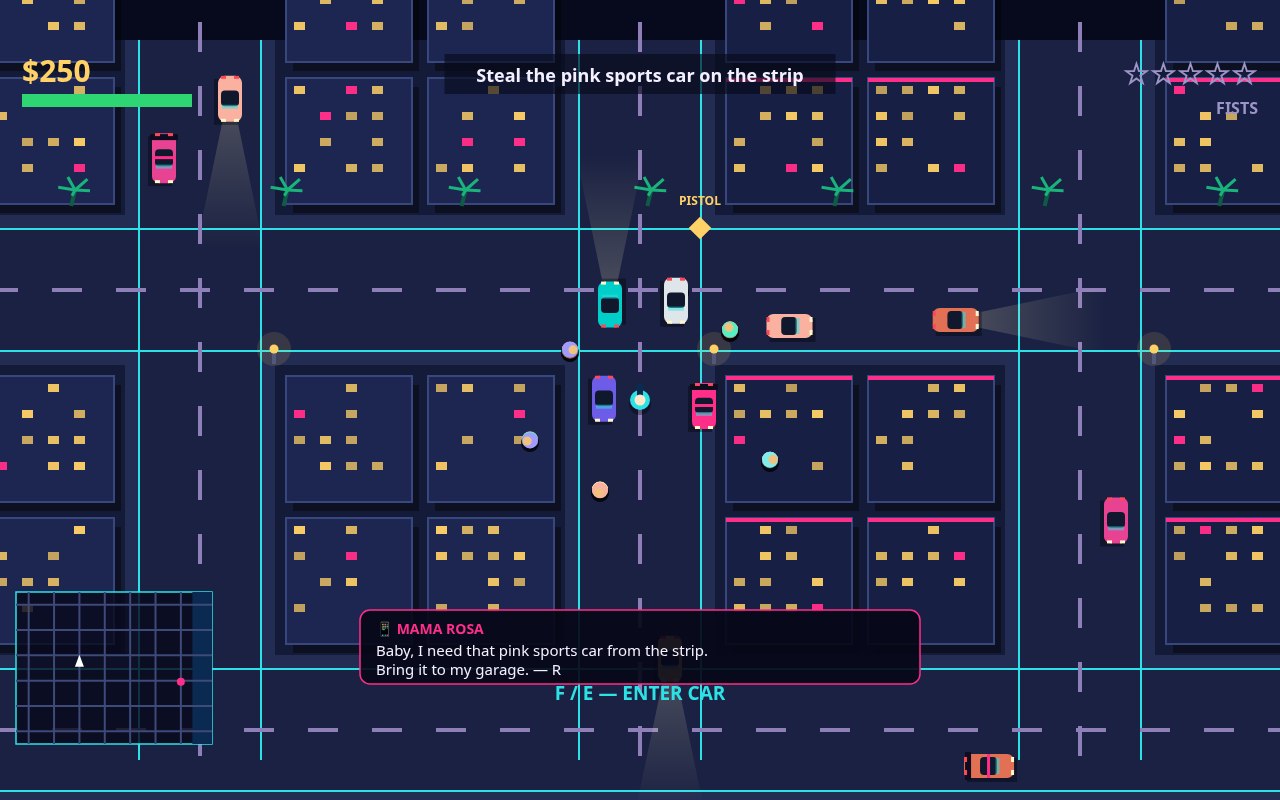 $250
Steal the pink sports car on the strip
FISTS
PISTOL
MAMA ROSA
Baby, I need that pink sports car from the strip.
Bring it to my garage. — R
F / E — ENTER CAR